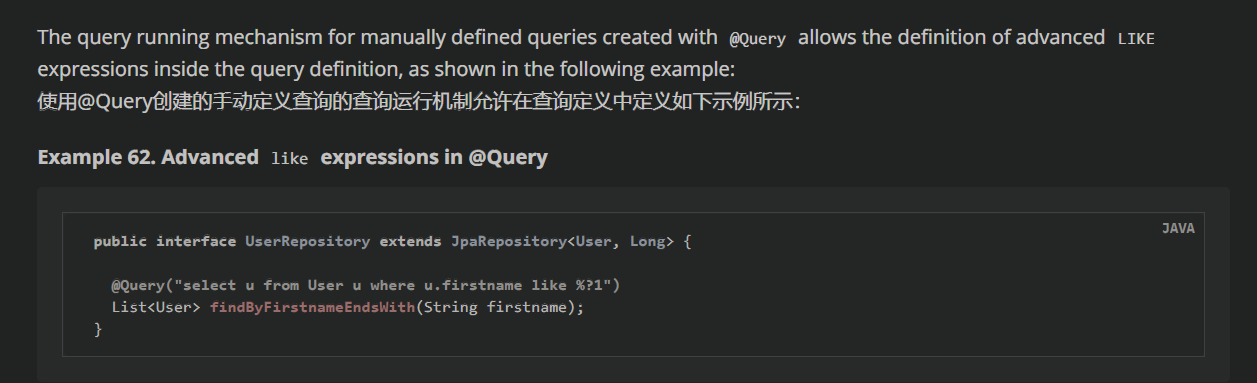 The query running mechanism for manually defined queries created with @Query allows the definition of advanced LIKE
expressions inside the query definition, as shown in the following example:
使用@Query创建的手动定义查询的查询运行机制允许在查询定义中定义如下示例所示：
Example 62. Advanced like expressions in @Query
JAVA
public interface UserRepository extends JpaRepository<User, Long> {
@Query("select u from User u where u.firstname like %?1")
List<User> findByFirstnameEndsWith(String firstname);
}